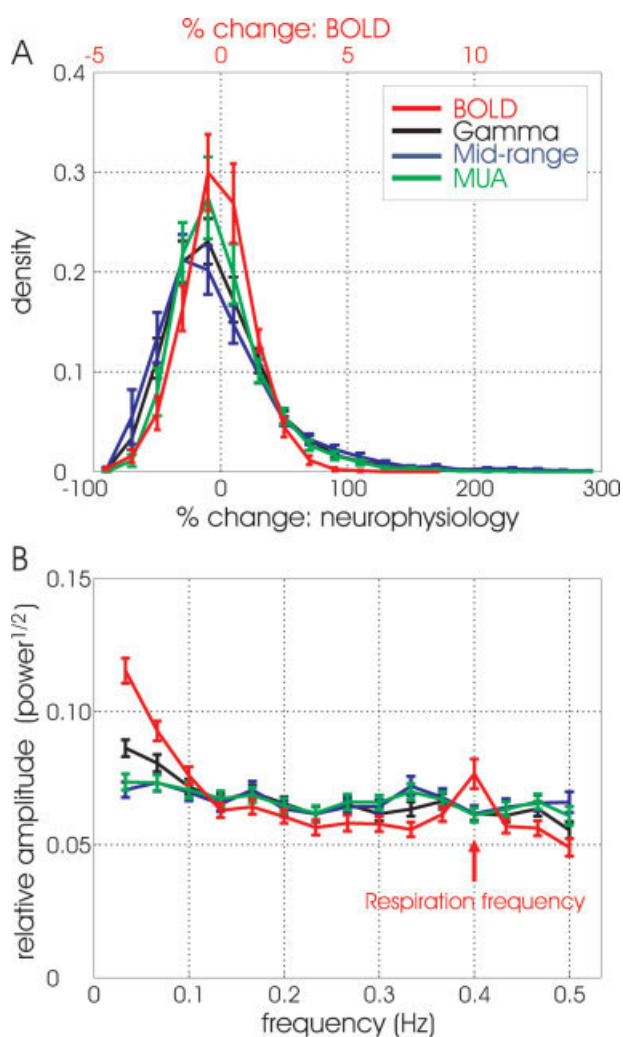 % change: BOLD
-5 0 5 10
A
0.4
0.3
0.2
0.1
0
density
BOLD
Gamma
Mid-range
MUA
-100 0 100 200 300
% change: neurophysiology
B
0.15
0.10
0.05
0
relative amplitude (power1/2)
Respiration frequency
0 0.1 0.2 0.3 0.4 0.5
frequency (Hz)